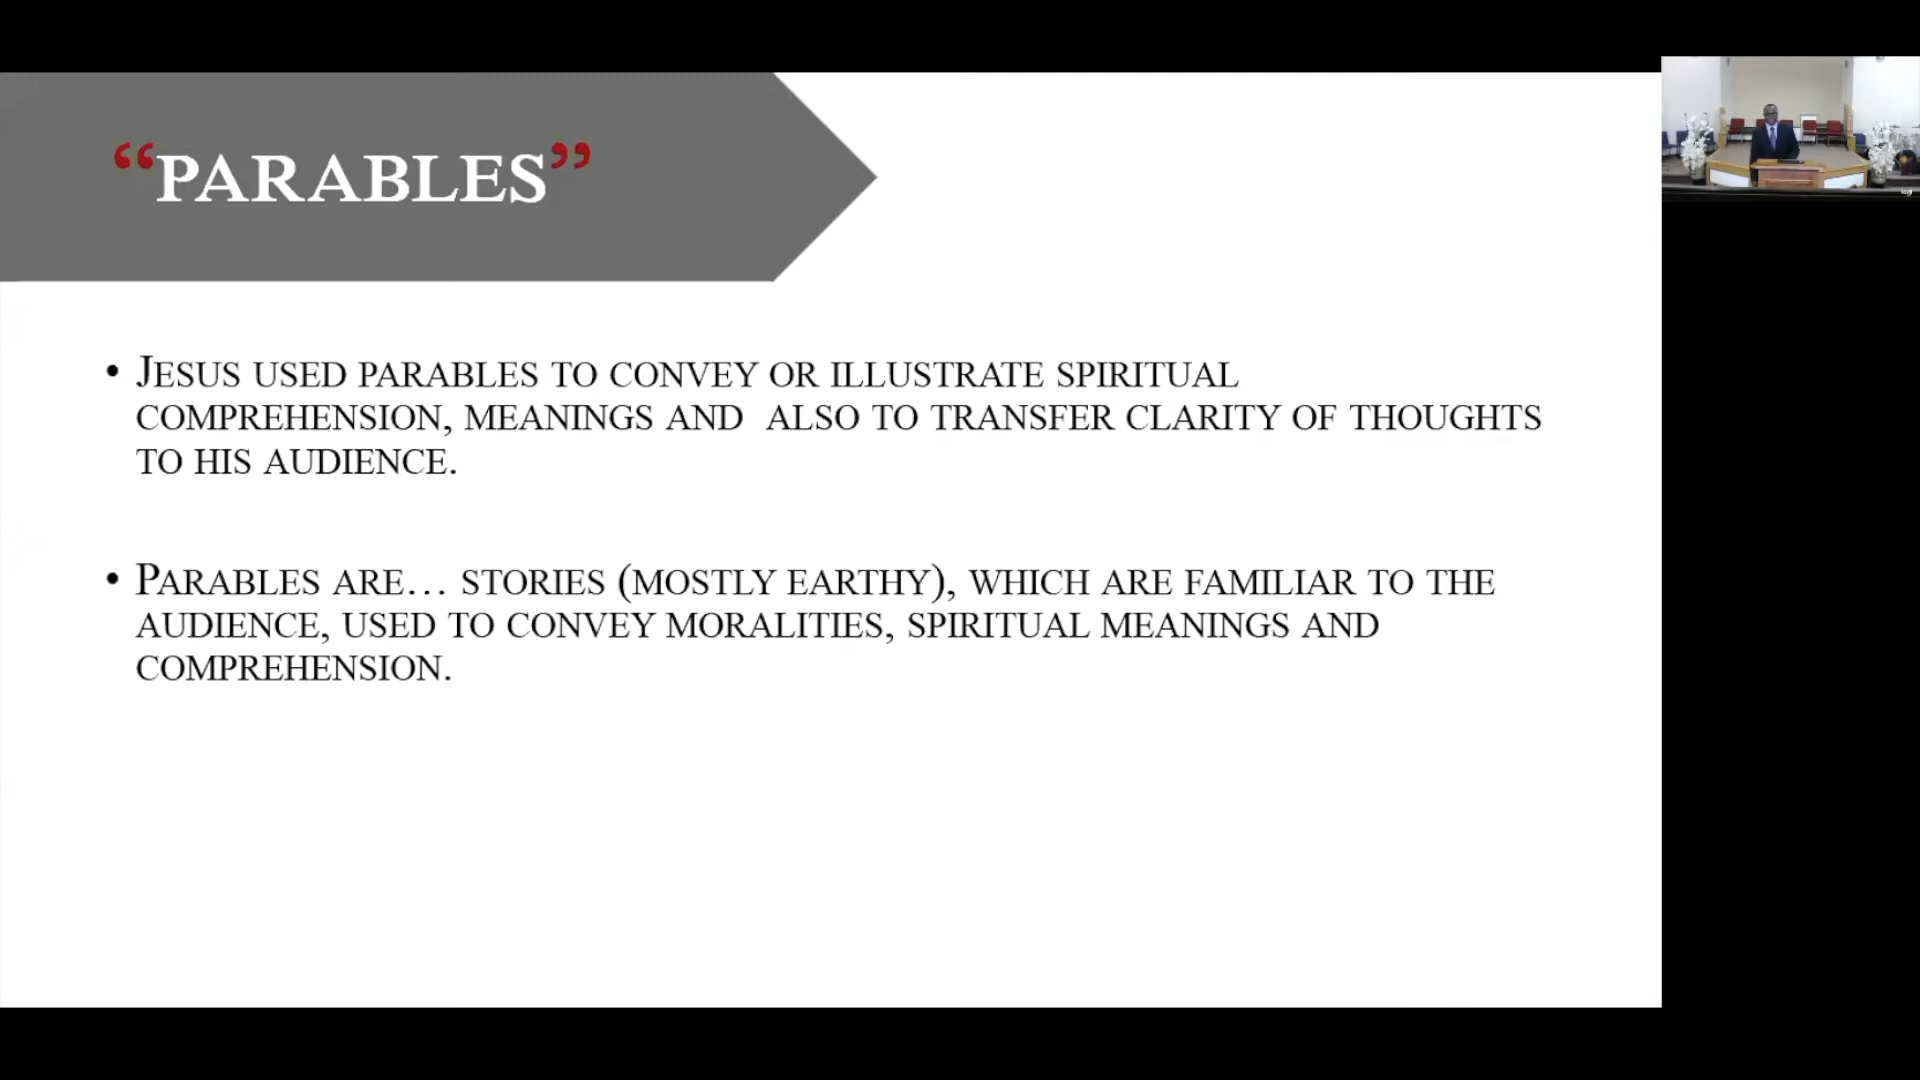 “PARABLES”
• JESUS USED PARABLES TO CONVEY OR ILLUSTRATE SPIRITUAL
COMPREHENSION, MEANINGS AND  ALSO TO TRANSFER CLARITY OF THOUGHTS
TO HIS AUDIENCE.
• PARABLES ARE… STORIES (MOSTLY EARTHY), WHICH ARE FAMILIAR TO THE
AUDIENCE, USED TO CONVEY MORALITIES, SPIRITUAL MEANINGS AND
COMPREHENSION.